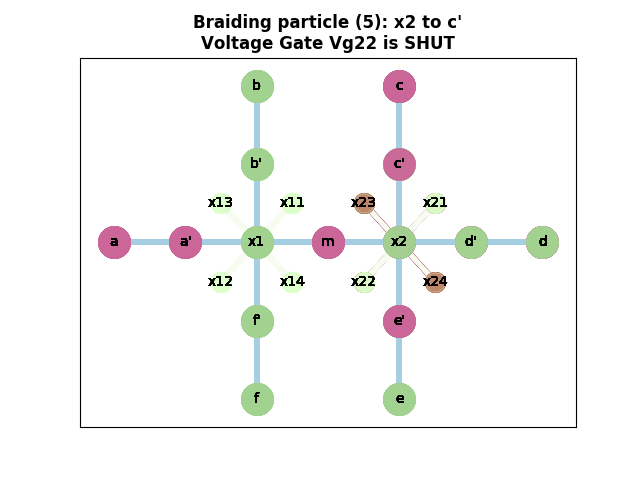 Braiding particle (5): x2 to c'
Voltage Gate Vg22 is SHUT
b
c
b'
c'
x13
x11
x23
x21
a
a'
x1
m
x2
d'
d
x12
x14
x22
x24
f'
e'
f
e